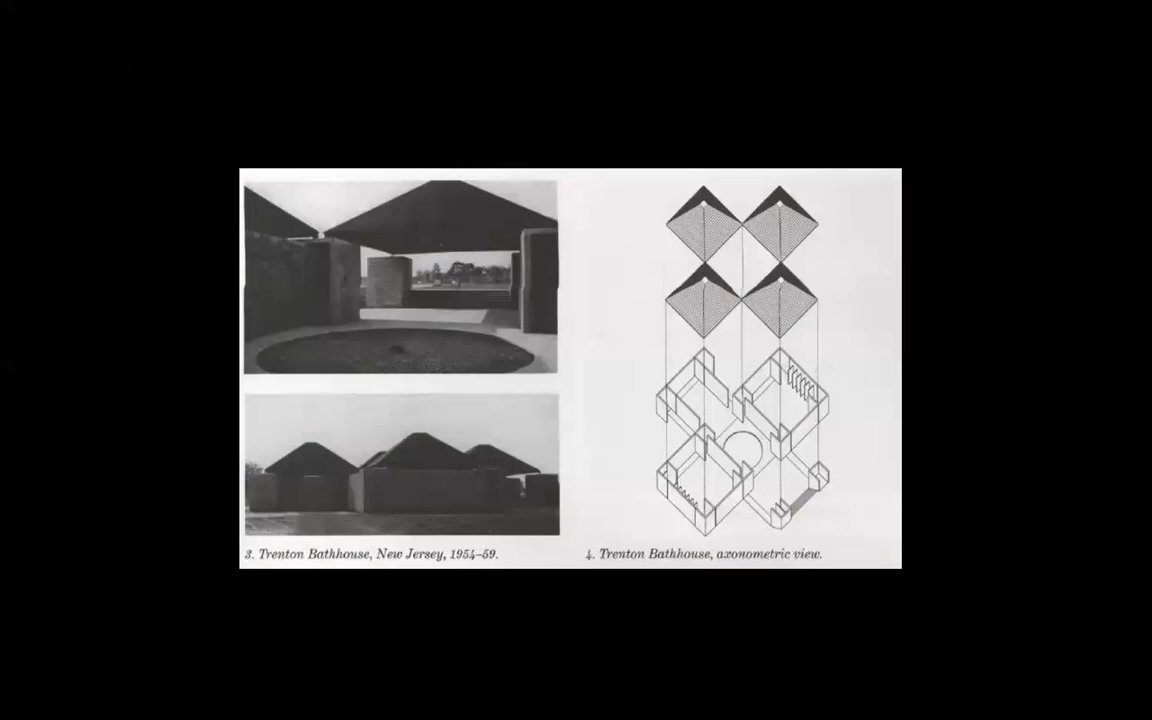 3. Trenton Bathhouse, New Jersey, 1954–59.
4. Trenton Bathhouse, axonometric view.